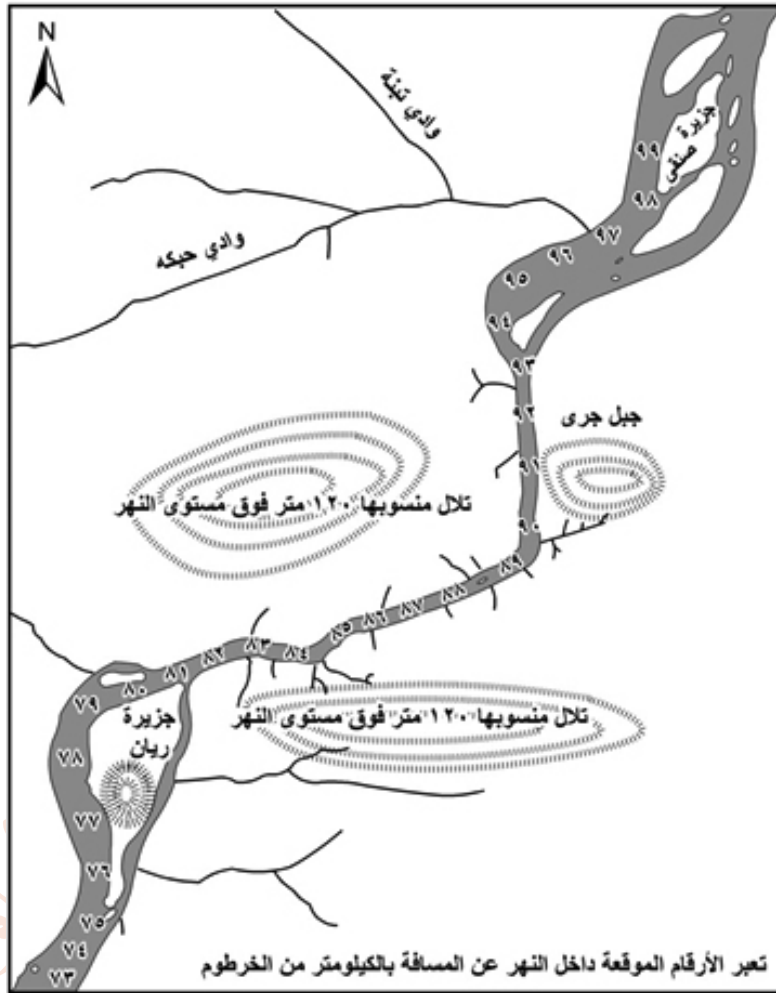 N
وادي تبنة
جزيرة
صنقي
٩٩
٩٨
وادي حبكه
٩٧
٩٦
٩٥
٩٤
٩٣
٩٢
جبل جرى
٩١
تلال منسوبها ١٢٠ متر فوق مستوى النهر
٩٠
٨٩
٨٨
٨٧
٨٦
٨٥
٨٤
٨٣
٨٢
٨١
٨٠
٧٩
جزيرة
ريان
تلال منسوبها ١٢٠ متر فوق مستوى النهر
٧٨
٧٧
٧٦
٧٥
٧٤
٧٣
تعبر الأرقام الموقعة داخل النهر عن المسافة بالكيلومتر من الخرطوم